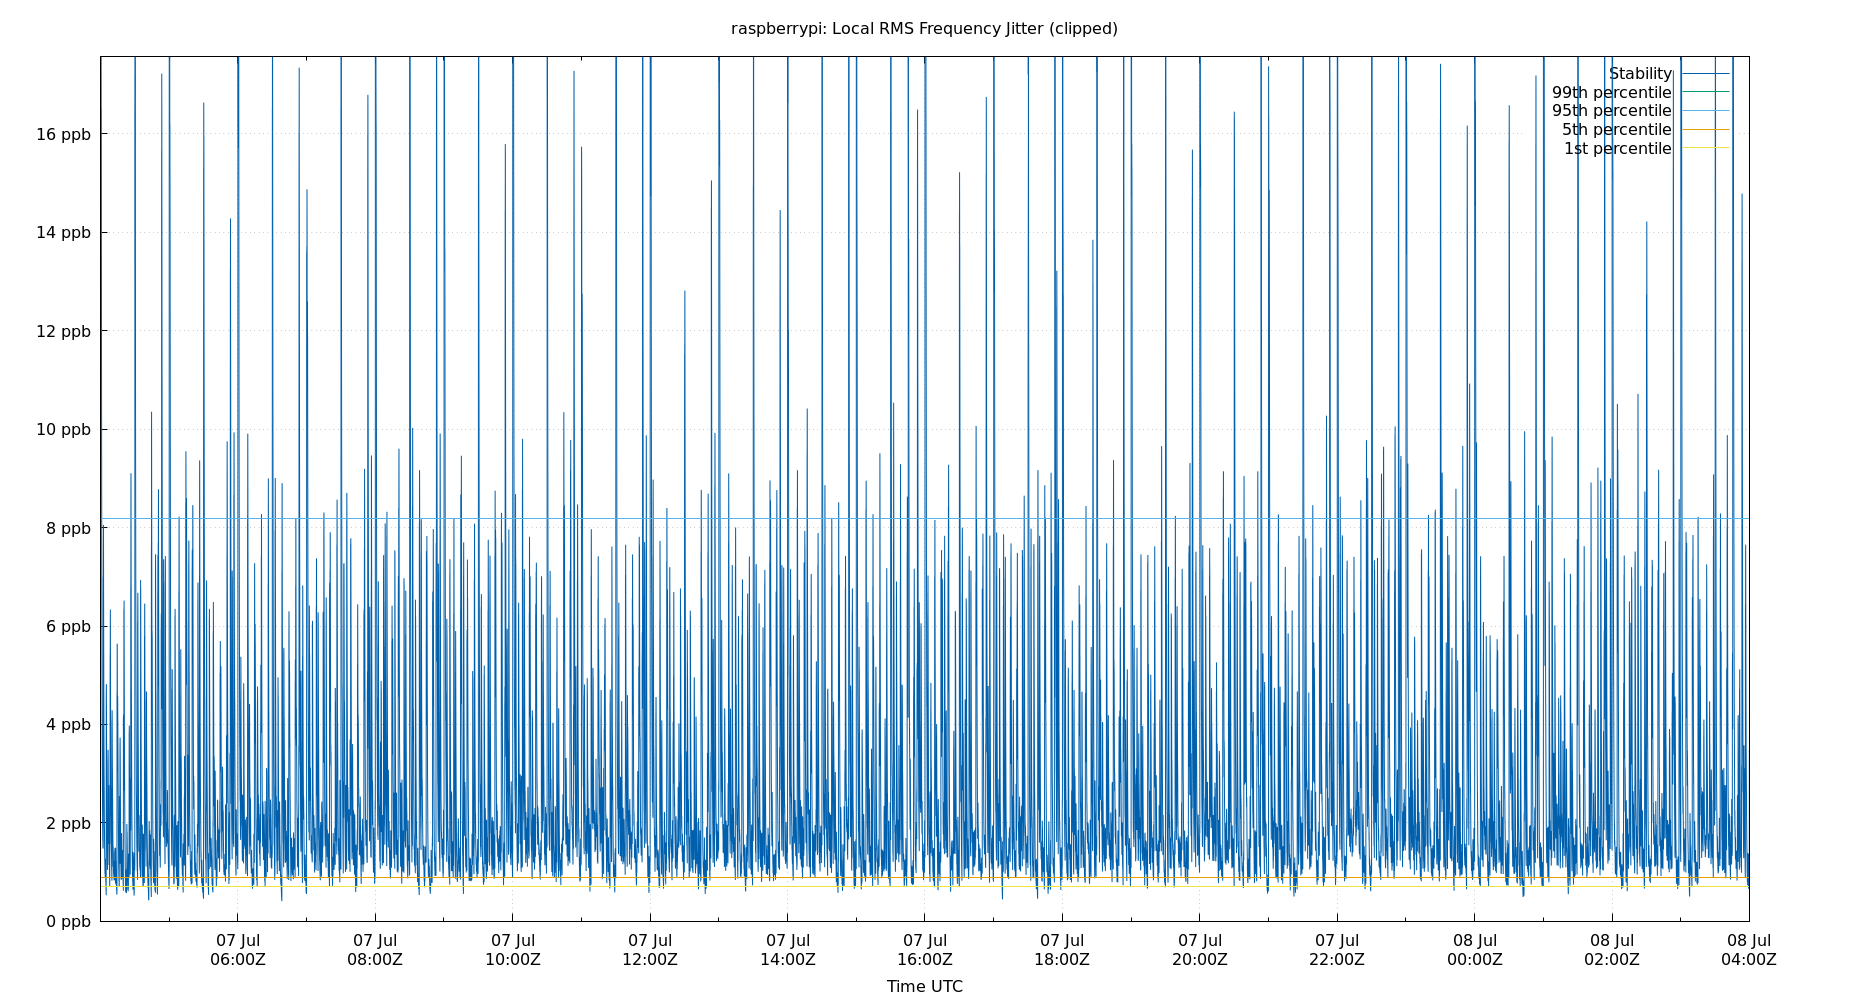 raspberrypi: Local RMS Frequency Jitter (clipped)
Stability
99th percentile
95th percentile
5th percentile
1st percentile
16 ppb
14 ppb
12 ppb
10 ppb
8 ppb
6 ppb
4 ppb
2 ppb
0 ppb
07 Jul 07 Jul 07 Jul 07 Jul 07 Jul 07 Jul 07 Jul 07 Jul 07 Jul 08 Jul 08 Jul 08 Jul
06:00Z 08:00Z 10:00Z 12:00Z 14:00Z 16:00Z 18:00Z 20:00Z 22:00Z 00:00Z 02:00Z 04:00Z
Time UTC